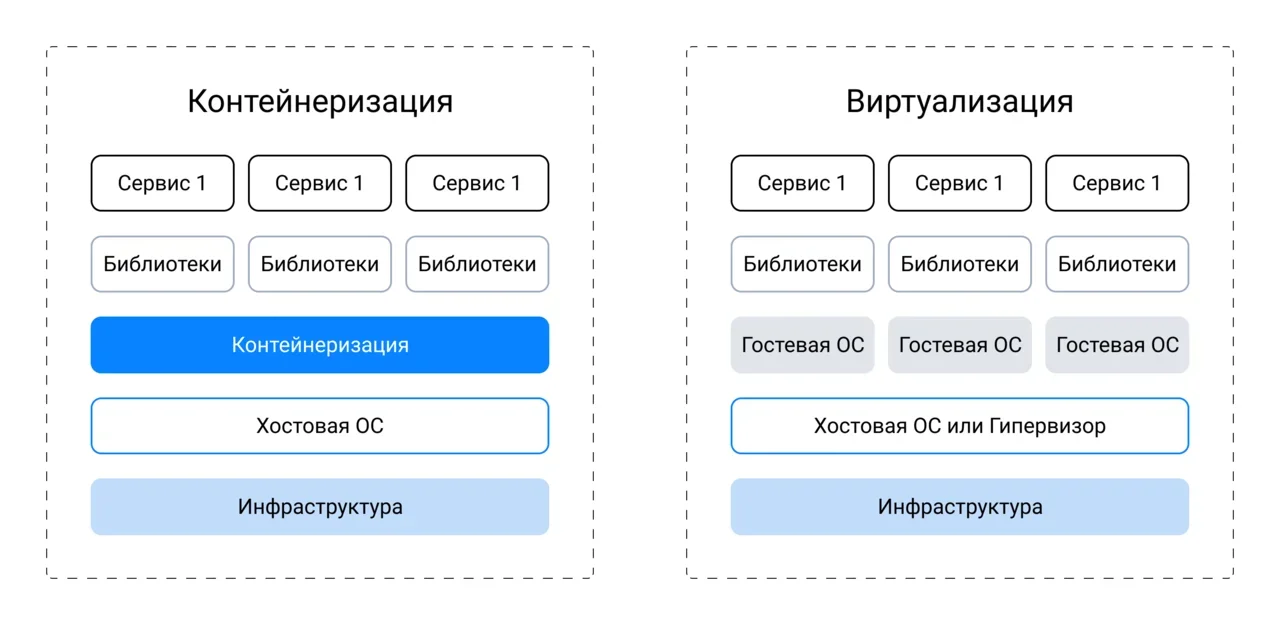 Контейнеризация
Сервис 1 Сервис 1 Сервис 1
Библиотеки Библиотеки Библиотеки
Контейнеризация
Хостовая ОС
Инфраструктура
Виртуализация
Сервис 1 Сервис 1 Сервис 1
Библиотеки Библиотеки Библиотеки
Гостевая ОС Гостевая ОС Гостевая ОС
Хостовая ОС или Гипервизор
Инфраструктура